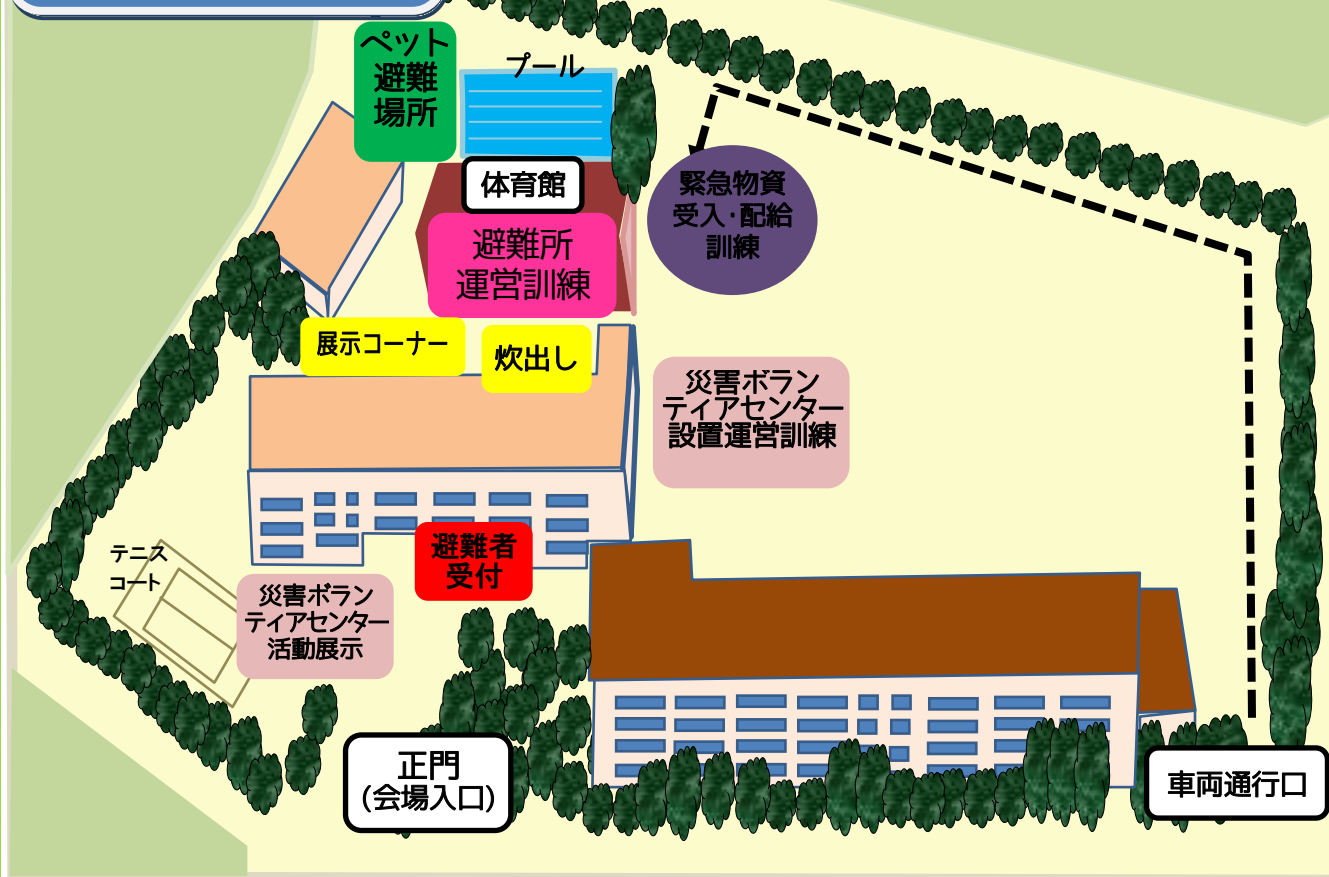 ペット
避難
場所
プール
体育館
避難所
運営訓練
緊急物資
受入・配給
訓練
展示コーナー
炊出し
災害ボラン
ティアセンター
設置運営訓練
避難者
受付
テニス
コート
災害ボラン
ティアセンター
活動展示
正門
(会場入口)
車両通行口